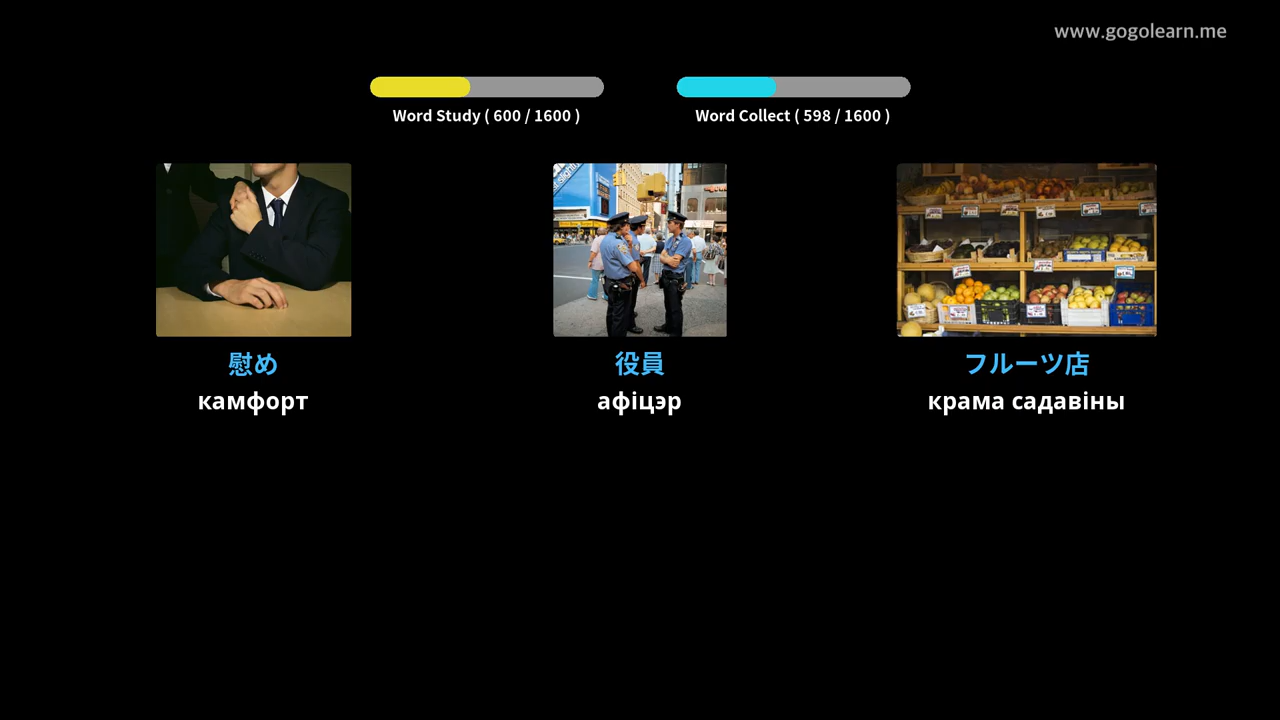 www.gogolearn.me
Word Study ( 600 / 1600 )
Word Collect ( 598 / 1600 )
慰め
役員
フルーツ店
камфорт
афіцэр
крама садавіны